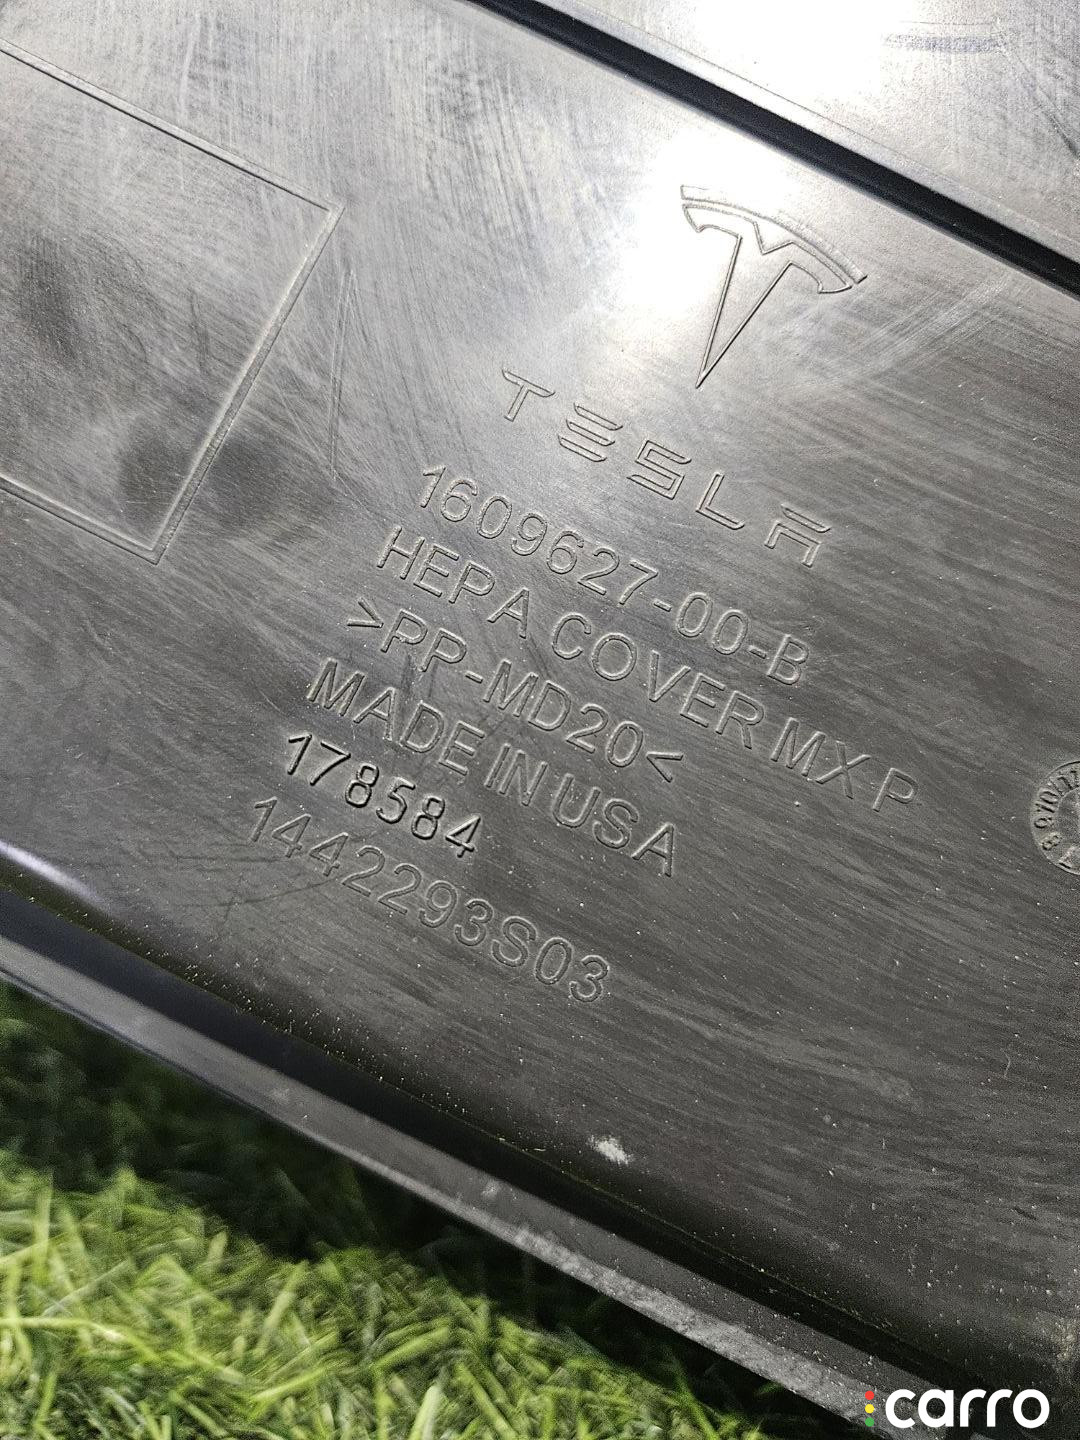 TESLA
1609627-00-B
HEPA COVER MX P
>PP-MD20<
MADE IN USA
178584
1442293S03
carro